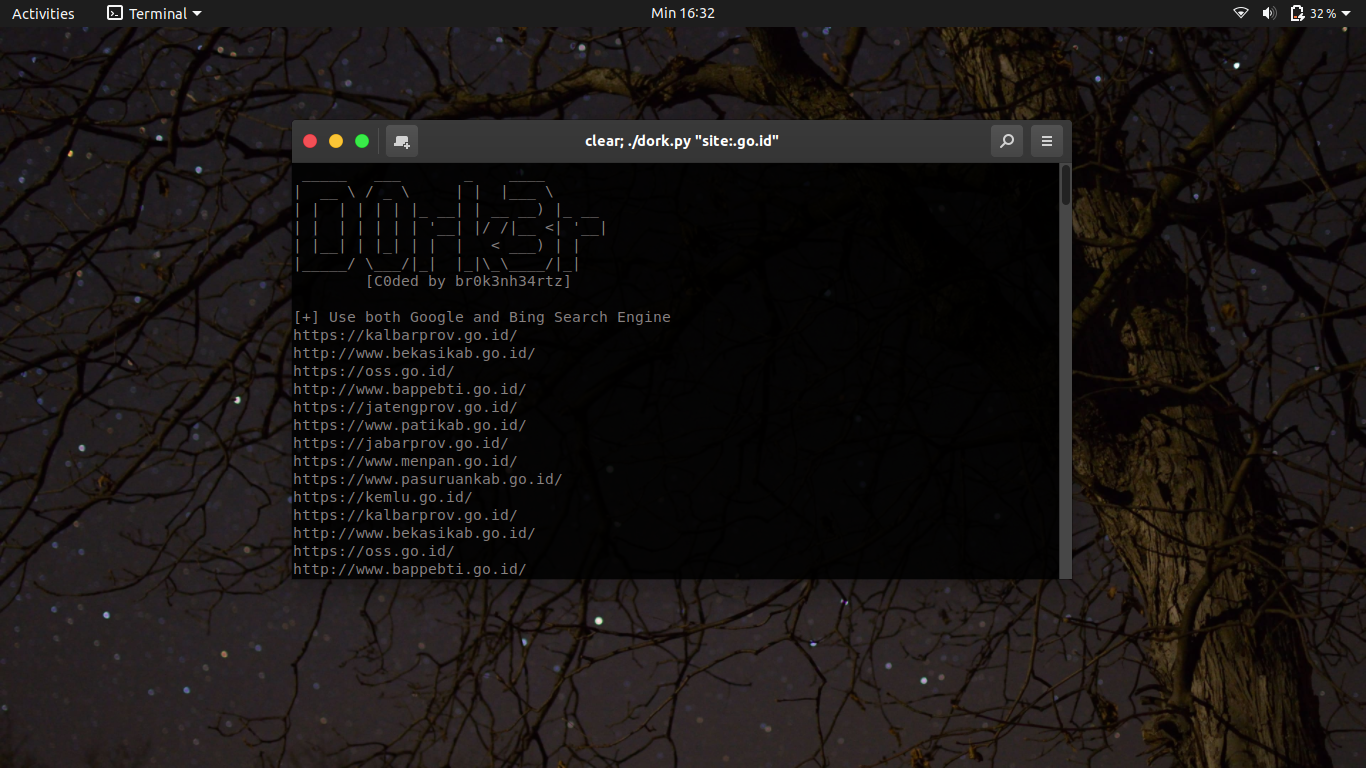 Activities Terminal Min 16:32 32 %
clear; ./dork.py "site:.go.id"
D0rk3r
[C0ded by br0k3nh34rtz]
[+] Use both Google and Bing Search Engine
https://kalbarprov.go.id/
http://www.bekasikab.go.id/
https://oss.go.id/
http://www.bappebti.go.id/
https://jatengprov.go.id/
https://www.patikab.go.id/
https://jabarprov.go.id/
https://www.menpan.go.id/
https://www.pasuruankab.go.id/
https://kemlu.go.id/
https://kalbarprov.go.id/
http://www.bekasikab.go.id/
https://oss.go.id/
http://www.bappebti.go.id/